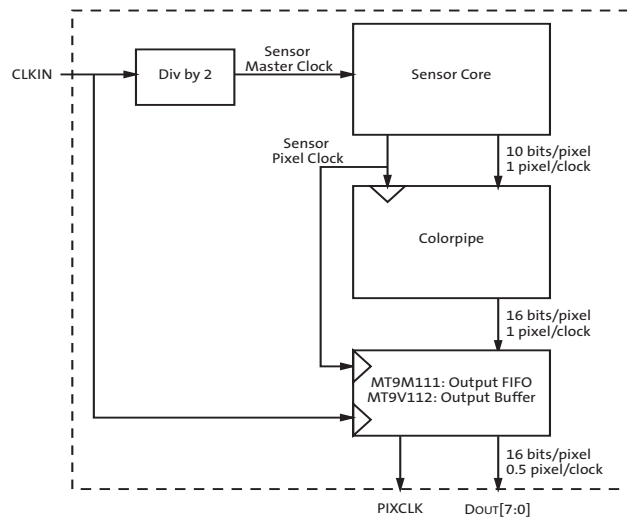 CLKIN
Div by 2
Sensor
Master Clock
Sensor Core
Sensor
Pixel Clock
10 bits/pixel
1 pixel/clock
Colorpipe
16 bits/pixel
1 pixel/clock
MT9M111: Output FIFO
MT9V112: Output Buffer
16 bits/pixel
0.5 pixel/clock
PIXCLK
DOUT[7:0]